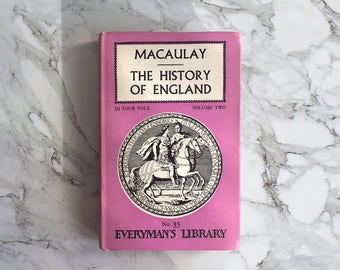 MACAULAY
THE HISTORY
OF ENGLAND
IN FOUR VOLS. VOLUME TWO
No. 35
EVERYMAN'S LIBRARY